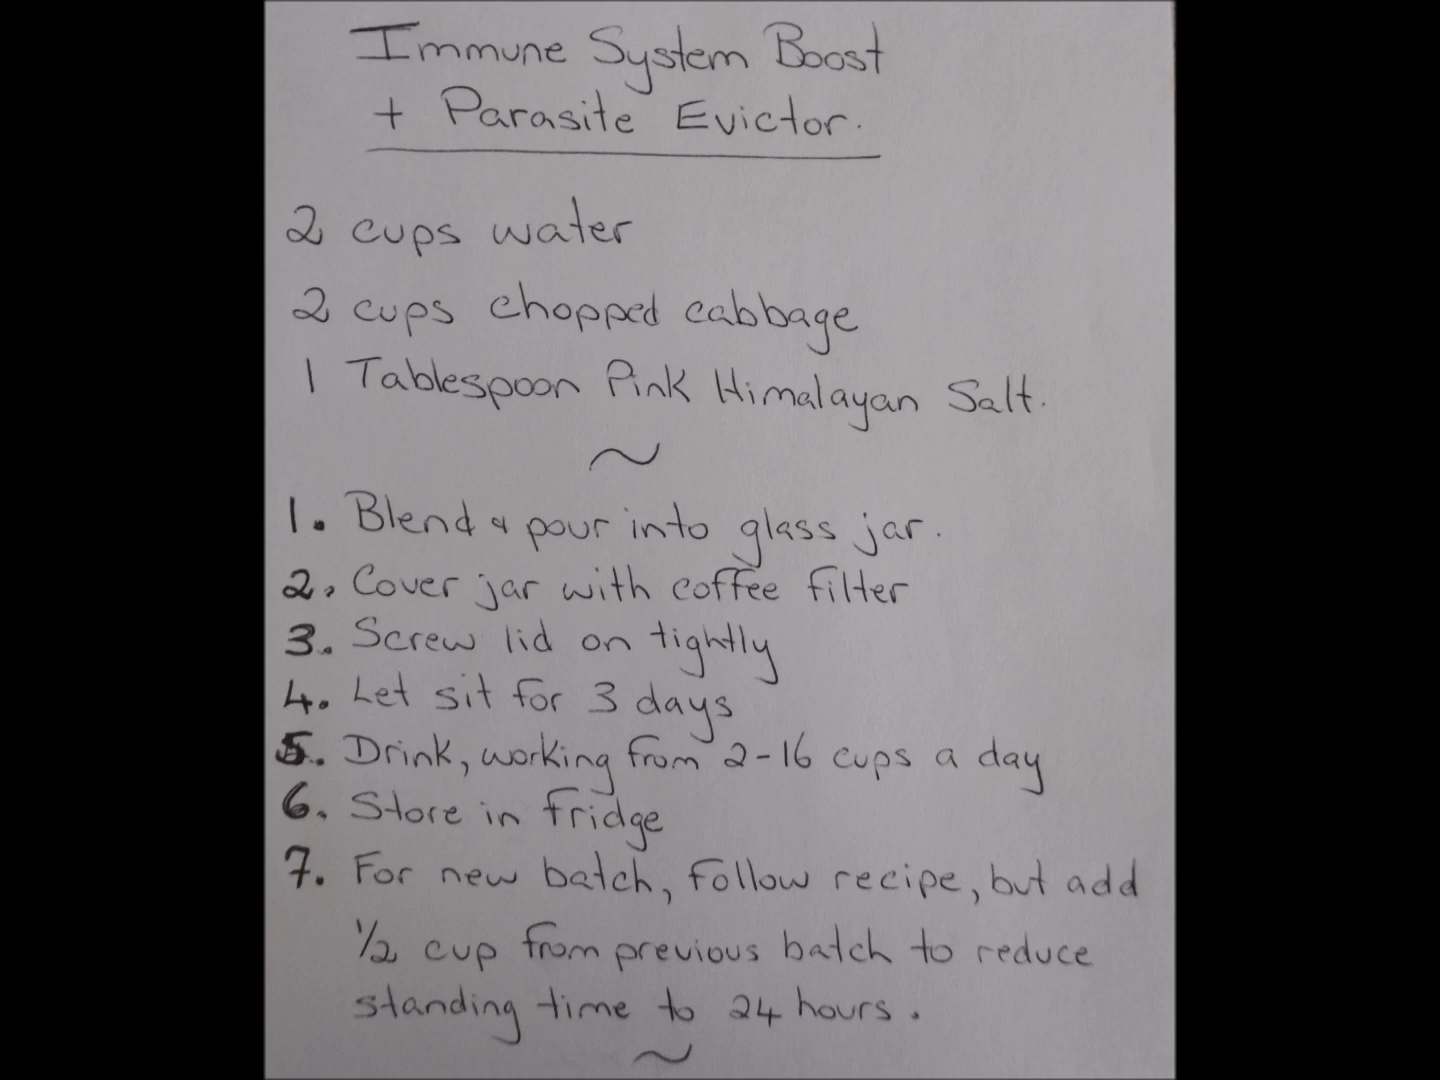 Immune System Boost
+ Parasite Evictor.
2 cups water
2 cups chopped cabbage
1 Tablespoon Pink Himalayan Salt.
~
1. Blend & pour into glass jar.
2. Cover jar with coffee filter
3. Screw lid on tightly
4. Let sit for 3 days
5. Drink, working from 2-16 cups a day
6. Store in fridge
7. For new batch, follow recipe, but add
1/2 cup from previous batch to reduce
standing time to 24 hours.
~